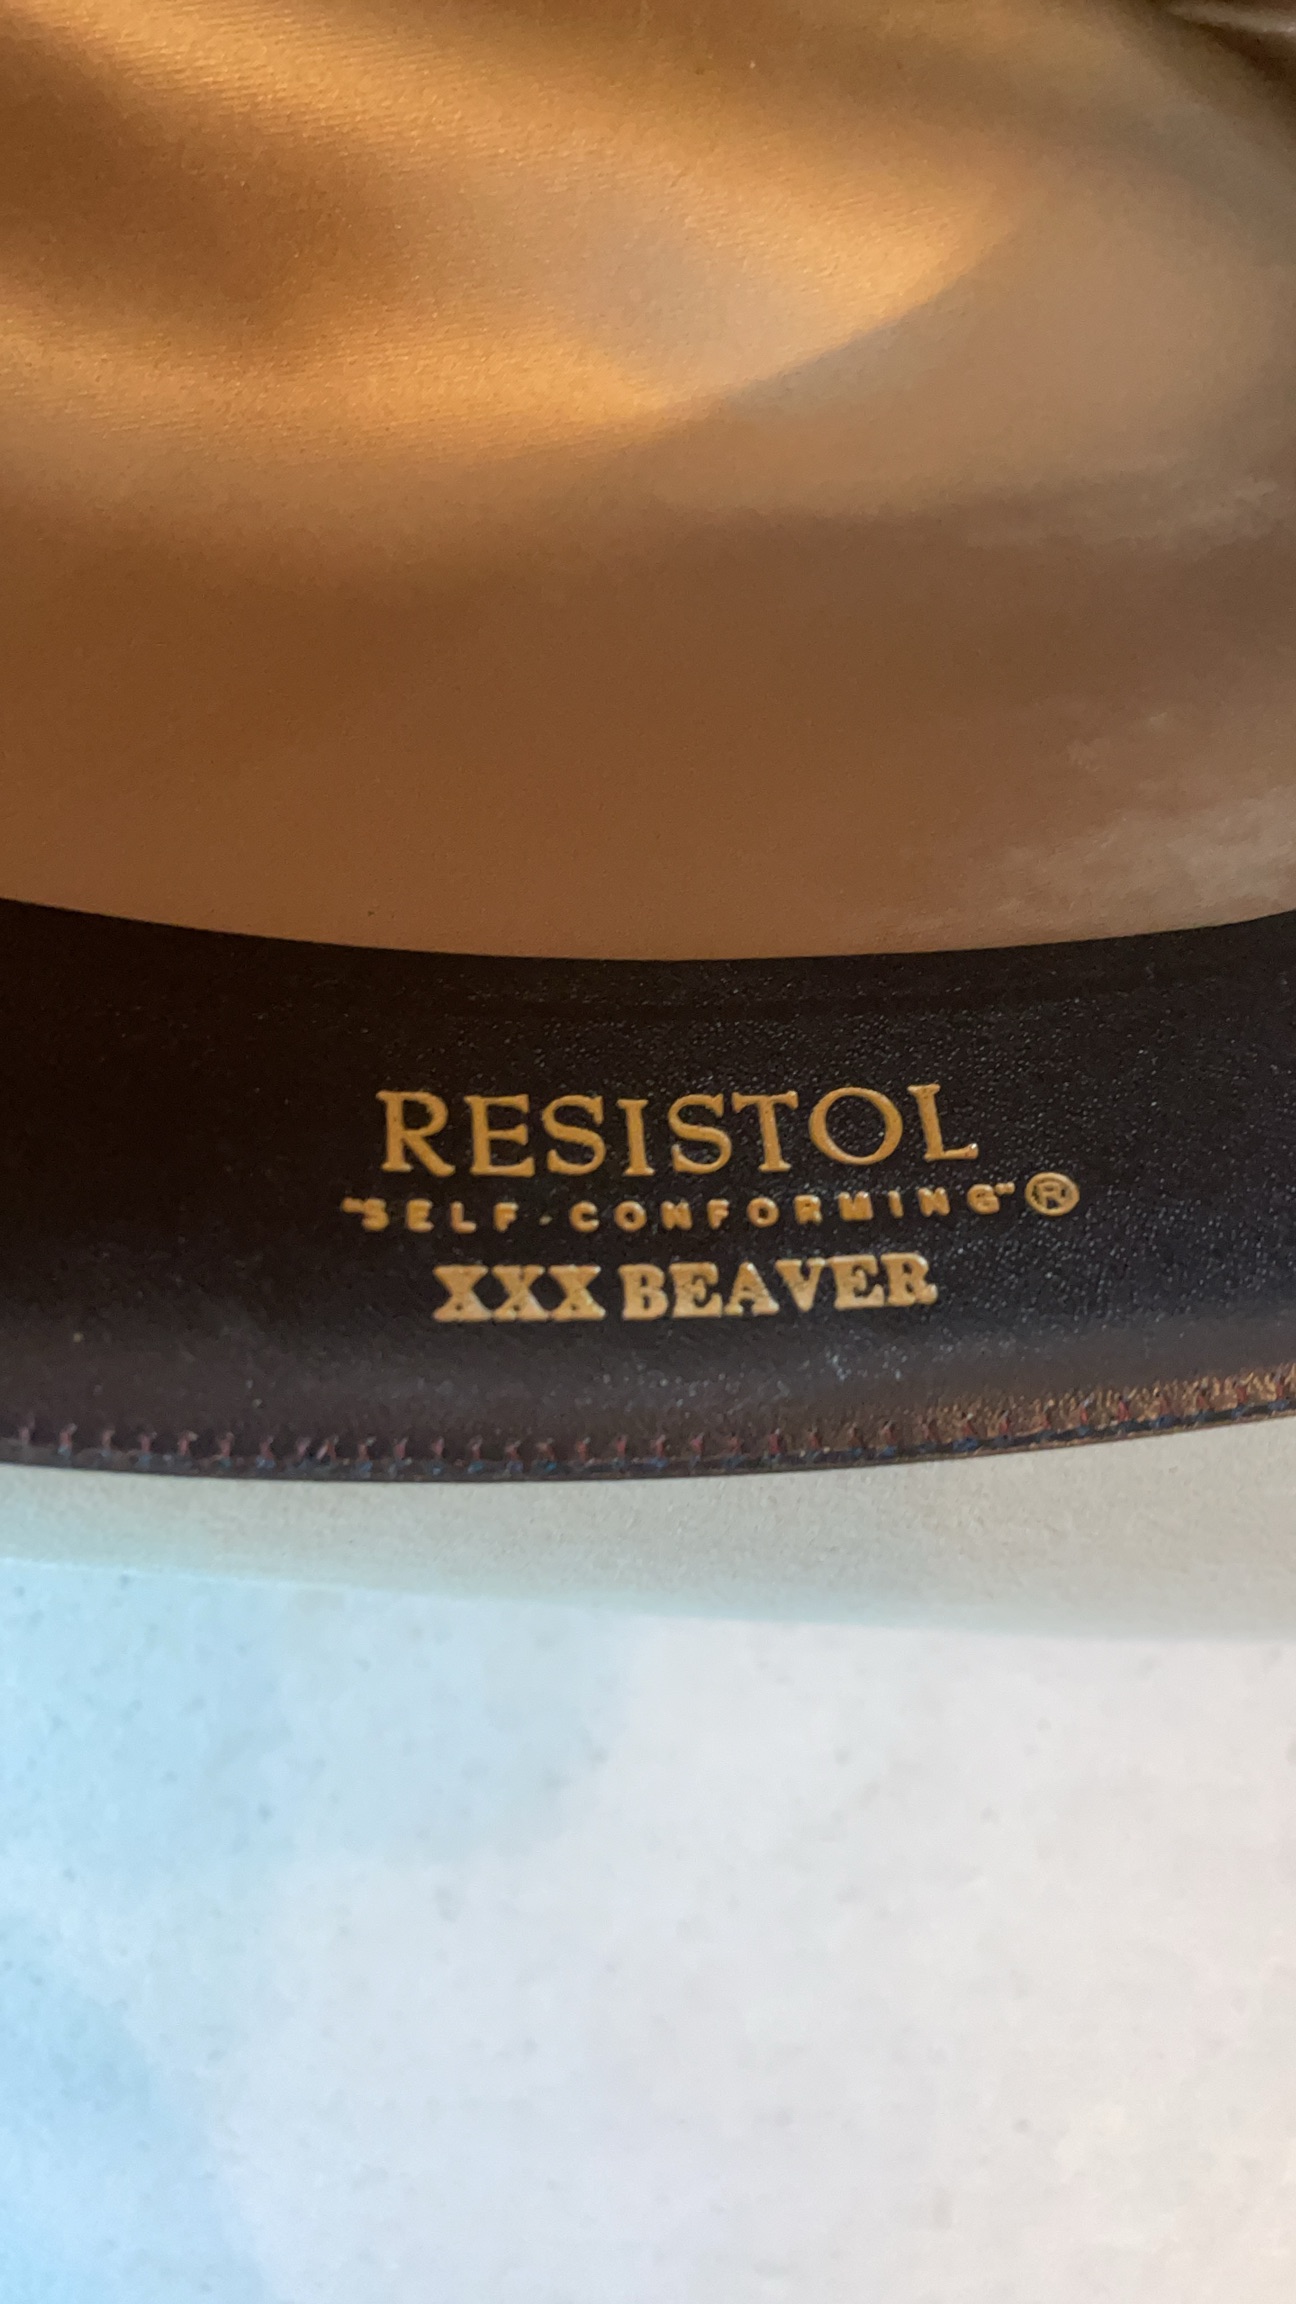 RESISTOL
"SELF-CONFORMING"®
XXX BEAVER